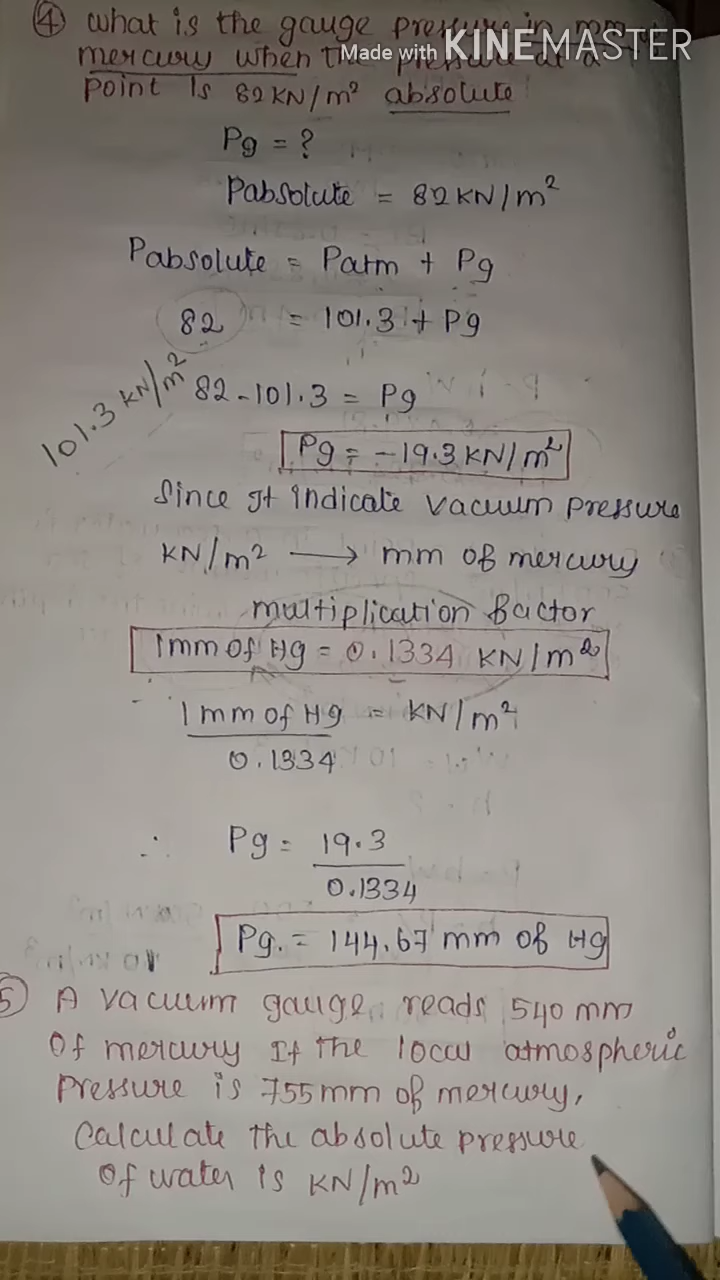 ④ What is the gauge pressure in mm
Made with KINEMASTER
mercury when the pressure at a
point is 82 KN/m² absolute
Pg = ?
Pabsolute = 82 KN/m²
Pabsolute = Patm + Pg
82 = 101.3 + Pg
101.3 KN/m²
82 - 101.3 = Pg
Pg = -19.3 KN/m²
Since It indicate vacuum pressure
KN/m² → mm of mercury
multiplication factor
1mm of Hg = 0.1334 KN/m²
1 mm of Hg = KN/m²
0.1334
∴ Pg = 19.3
0.1334
Pg. = 144.67 mm of Hg
⑤ A vacuum gauge reads 540 mm
Of mercury If the local atmospheric
pressure is 755mm of mercury,
Calculate the absolute pressure
Of water is KN/m²